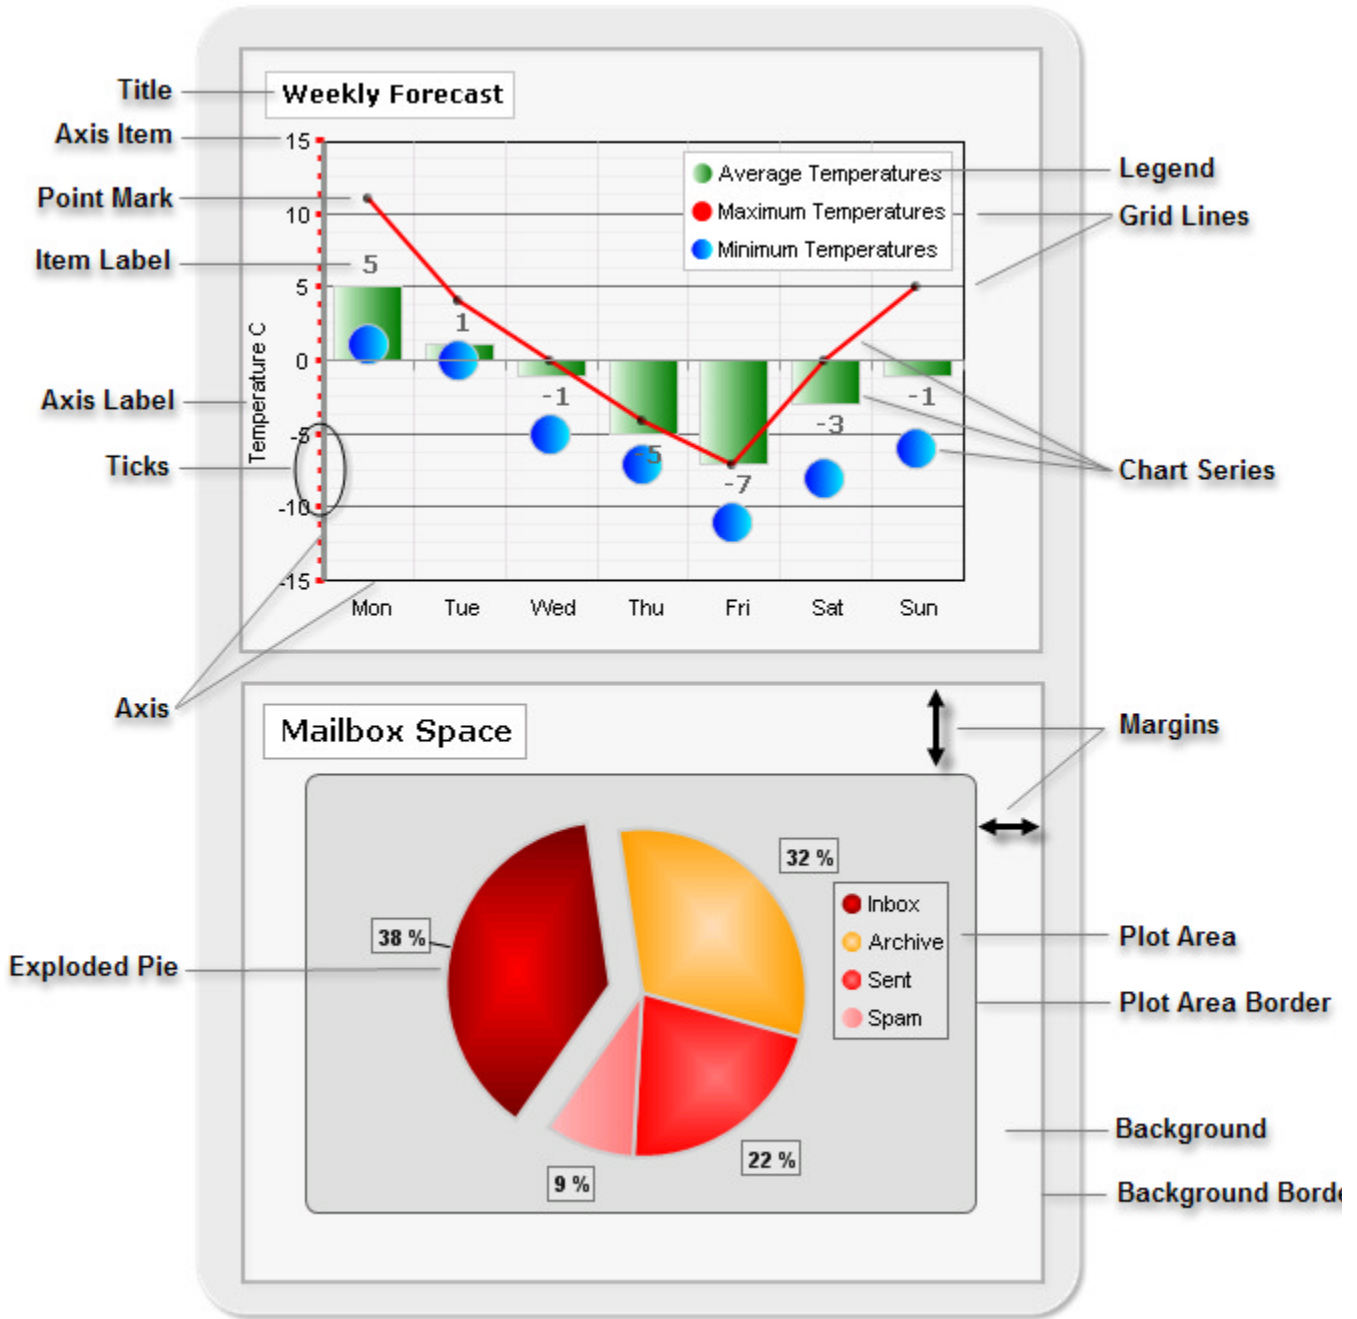 Title
Weekly Forecast
Axis Item
15
Average Temperatures
Legend
Point Mark
10
Maximum Temperatures
Grid Lines
Item Label
5
Minimum Temperatures
5
1
0
Temperature C
Axis Label
-1
-3
-1
-5
-5
Ticks
-7
Chart Series
-10
-15
Mon Tue Wed Thu Fri Sat Sun
Axis
Mailbox Space
Margins
32 %
Inbox
38 %
Archive
Plot Area
Exploded Pie
Sent
Plot Area Border
Spam
Background
22 %
9 %
Background Borde